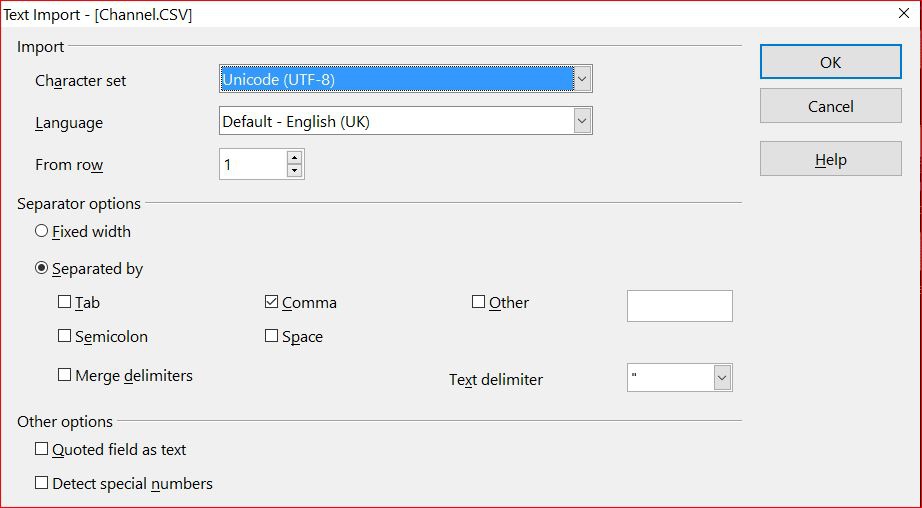 Text Import - [Channel.CSV]
Import
Character set
Unicode (UTF-8)
OK
Cancel
Language
Default - English (UK)
From row
1
Help
Separator options
Fixed width
Separated by
Tab
Comma
Other
Semicolon
Space
Merge delimiters
Text delimiter
"
Other options
Quoted field as text
Detect special numbers